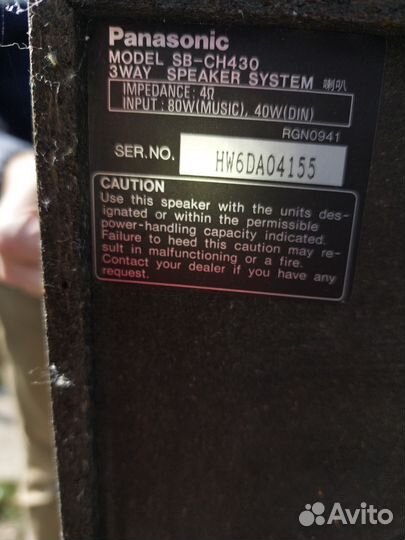 Panasonic
MODEL SB-CH430
3WAY SPEAKER SYSTEM 喇叭
IMPEDANCE: 4Ω
INPUT: 80W(MUSIC), 40W(DIN)
RGN0941
SER.NO. HW6DA04155
CAUTION
Use this speaker with the units des-
ignated or within the permissible
power-handling capacity indicated.
Failure to heed this caution may re-
sult in malfunctioning or a fire.
Contact your dealer if you have any
request.
Avito